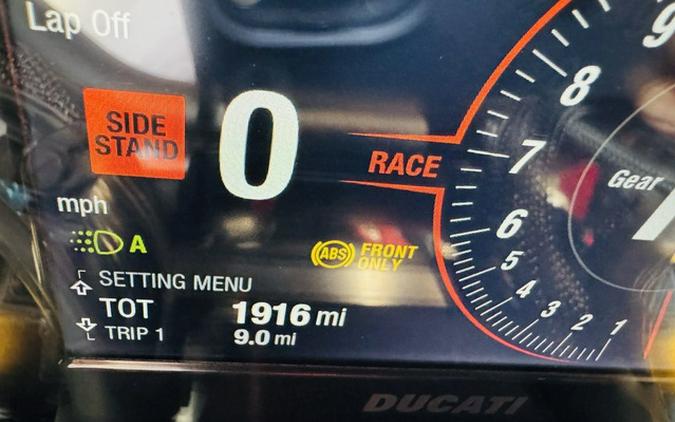 Lap Off
SIDE
STAND
0
RACE
mph
A
ABS
FRONT
ONLY
SETTING MENU
TOT 1916 mi
TRIP 1 9.0 mi
9
8
7
6
5
4
3
2
1
Gear
DUCATI